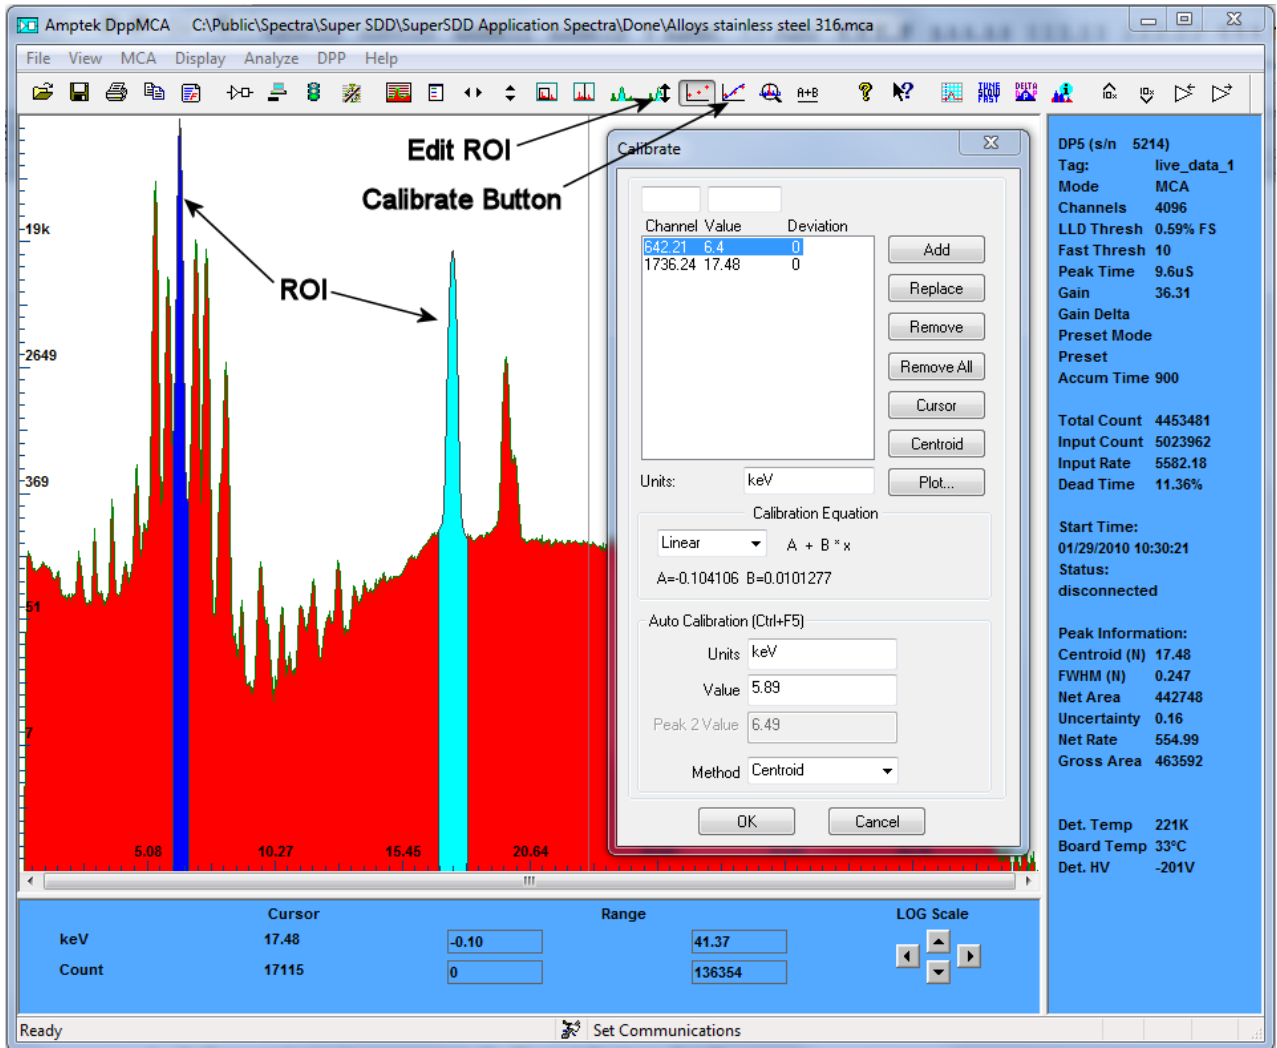 Amptek DppMCA C:\Public\Spectra\Super SDD\SuperSDD Application Spectra\Done\Alloys stainless steel 316.mca
File View MCA Display Analyze DPP Help
A+B
TUNE SLOW FAST
DELTA
10x
10x
Edit ROI
Calibrate Button
ROI
19k
2649
369
51
7
5.08 10.27 15.45 20.64
Calibrate
Channel Value Deviation
642.21 6.4 0
1736.24 17.48 0
Add
Replace
Remove
Remove All
Cursor
Centroid
Plot...
Units: keV
Calibration Equation
Linear A + B * x
A=-0.104106 B=0.0101277
Auto Calibration (Ctrl+F5)
Units keV
Value 5.89
Peak 2 Value 6.49
Method Centroid
OK Cancel
DP5 (s/n 5214)
Tag: live_data_1
Mode MCA
Channels 4096
LLD Thresh 0.59% FS
Fast Thresh 10
Peak Time 9.6uS
Gain 36.31
Gain Delta
Preset Mode
Preset
Accum Time 900
Total Count 4453481
Input Count 5023962
Input Rate 5582.18
Dead Time 11.36%
Start Time:
01/29/2010 10:30:21
Status:
disconnected
Peak Information:
Centroid (N) 17.48
FWHM (N) 0.247
Net Area 442748
Uncertainty 0.16
Net Rate 554.99
Gross Area 463592
Det. Temp 221K
Board Temp 33ºC
Det. HV -201V
Cursor Range LOG Scale
keV 17.48 -0.10 41.37
Count 17115 0 136354
Ready Set Communications